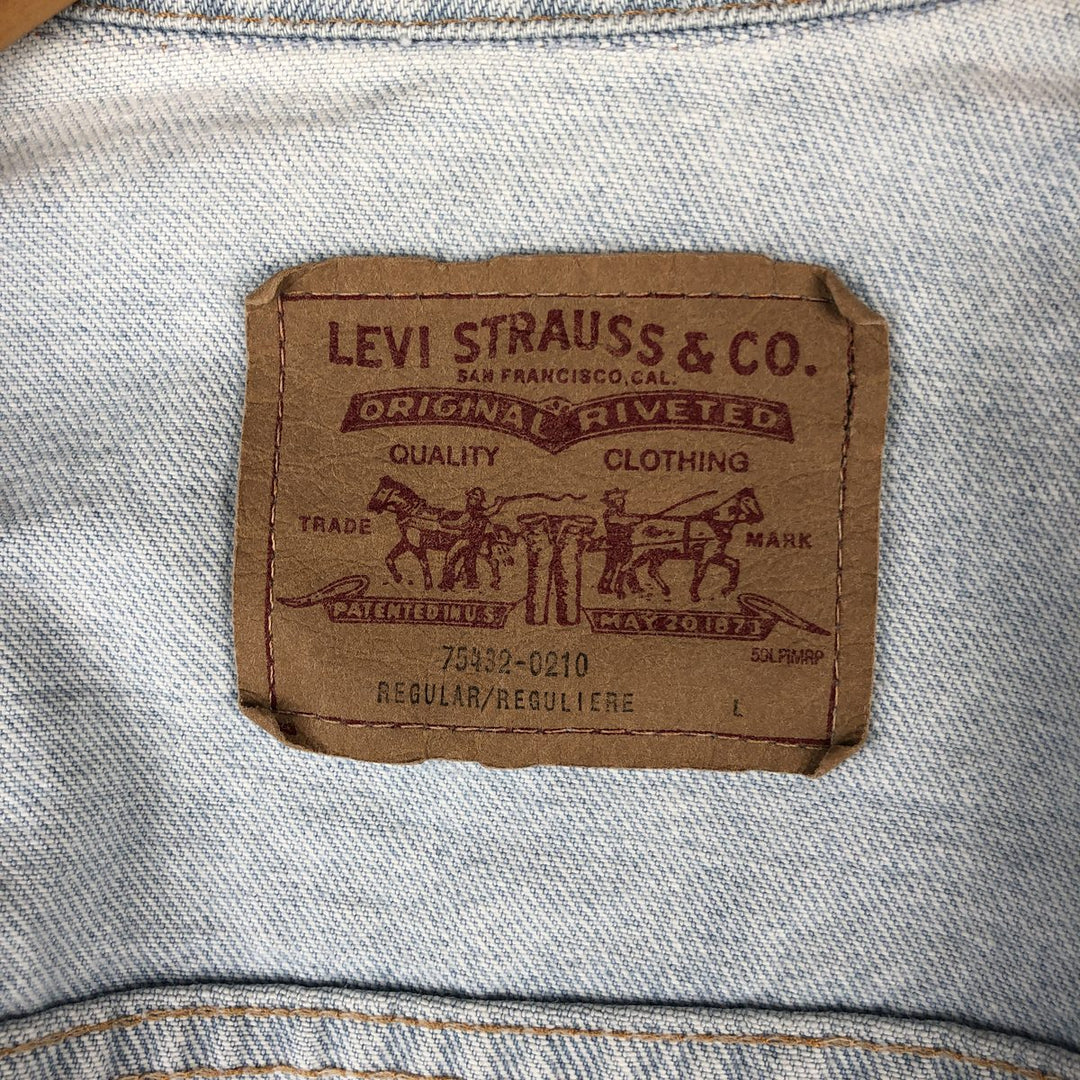 LEVI STRAUSS & CO.
SAN FRANCISCO, CAL.
ORIGINAL RIVETED
QUALITY CLOTHING
TRADE MARK
PATENTED IN U.S. MAY 20 1873
75432-0210
REGULAR/REGULIERE L